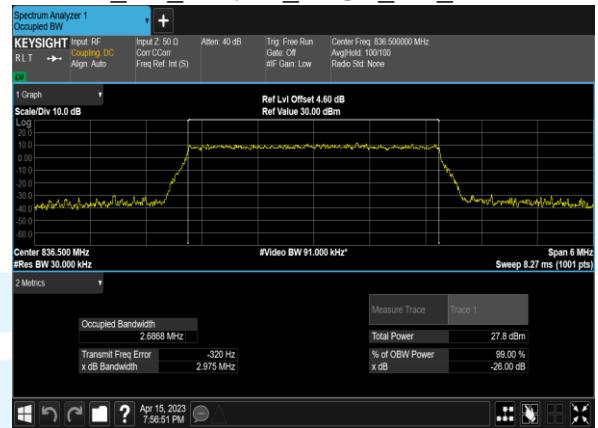 Spectrum Analyzer 1
Occupied BW
KEYSIGHT Input: RF Input Z: 50 Ω Atten: 40 dB Trig: Free Run Center Freq: 836.500000 MHz
RLT Coupling: DC Corr CCorr Gate: Off Avg|Hold: 100/100
Align: Auto Freq Ref: Int (S) #IF Gain: Low Radio Std: None
LV
1 Graph
Ref Lvl Offset 4.60 dB
Scale/Div 10.0 dB Ref Value 30.00 dBm
Log
20.0
10.0
0.00
-10.0
-20.0
-30.0
-40.0
-50.0
-60.0
Center 836.500 MHz #Video BW 91.000 kHz* Span 6 MHz
#Res BW 30.000 kHz Sweep 8.27 ms (1001 pts)
2 Metrics
Measure Trace Trace 1
Occupied Bandwidth
2.6868 MHz Total Power 27.8 dBm
Transmit Freq Error -320 Hz % of OBW Power 99.00 %
x dB Bandwidth 2.975 MHz x dB -26.00 dB
? Apr 15, 2023
7:56:51 PM